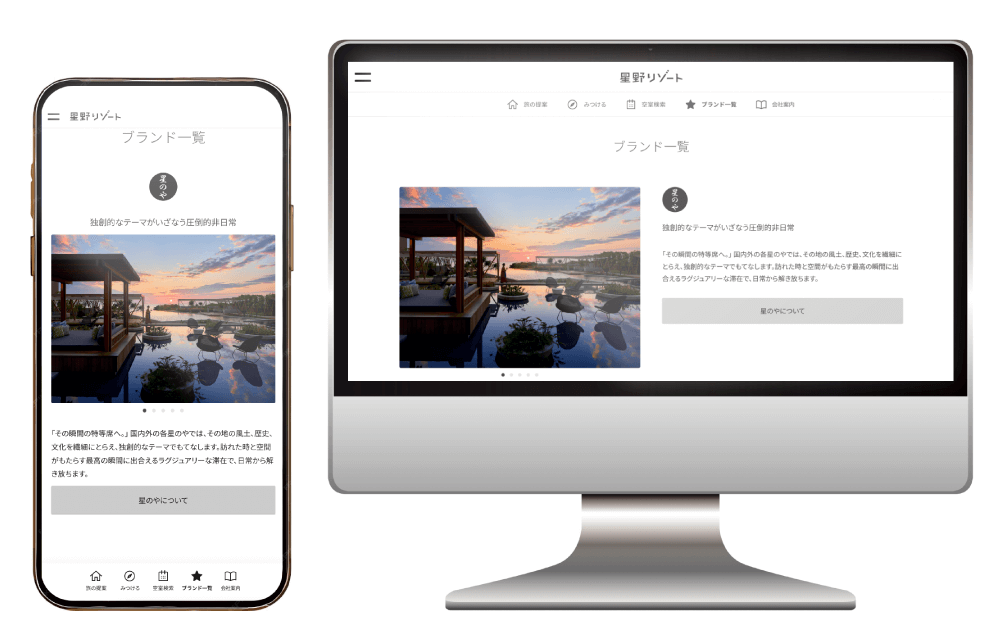 星野リゾート
ブランド一覧
星のや
独創的なテーマがいざなう圧倒的非日常
「その瞬間の特等席へ。」国内外の各星のやでは、その地の風土、歴史、
文化を繊細にとらえ、独創的なテーマでもてなします。訪れた時と空間
がもたらす最高の瞬間に出会えるラグジュアリーな滞在で、日常から解
き放ちます。
星のやについて
旅の提案 みつける 空室検索 ブランド一覧 会社案内
星野リゾート
旅の提案 みつける 空室検索 ブランド一覧 会社案内
ブランド一覧
星のや
独創的なテーマがいざなう圧倒的非日常
「その瞬間の特等席へ。」国内外の各星のやでは、その地の風土、歴史、文化を繊細に
とらえ、独創的なテーマでもてなします。訪れた時と空間がもたらす最高の瞬間に出
会えるラグジュアリーな滞在で、日常から解き放ちます。
星のやについて